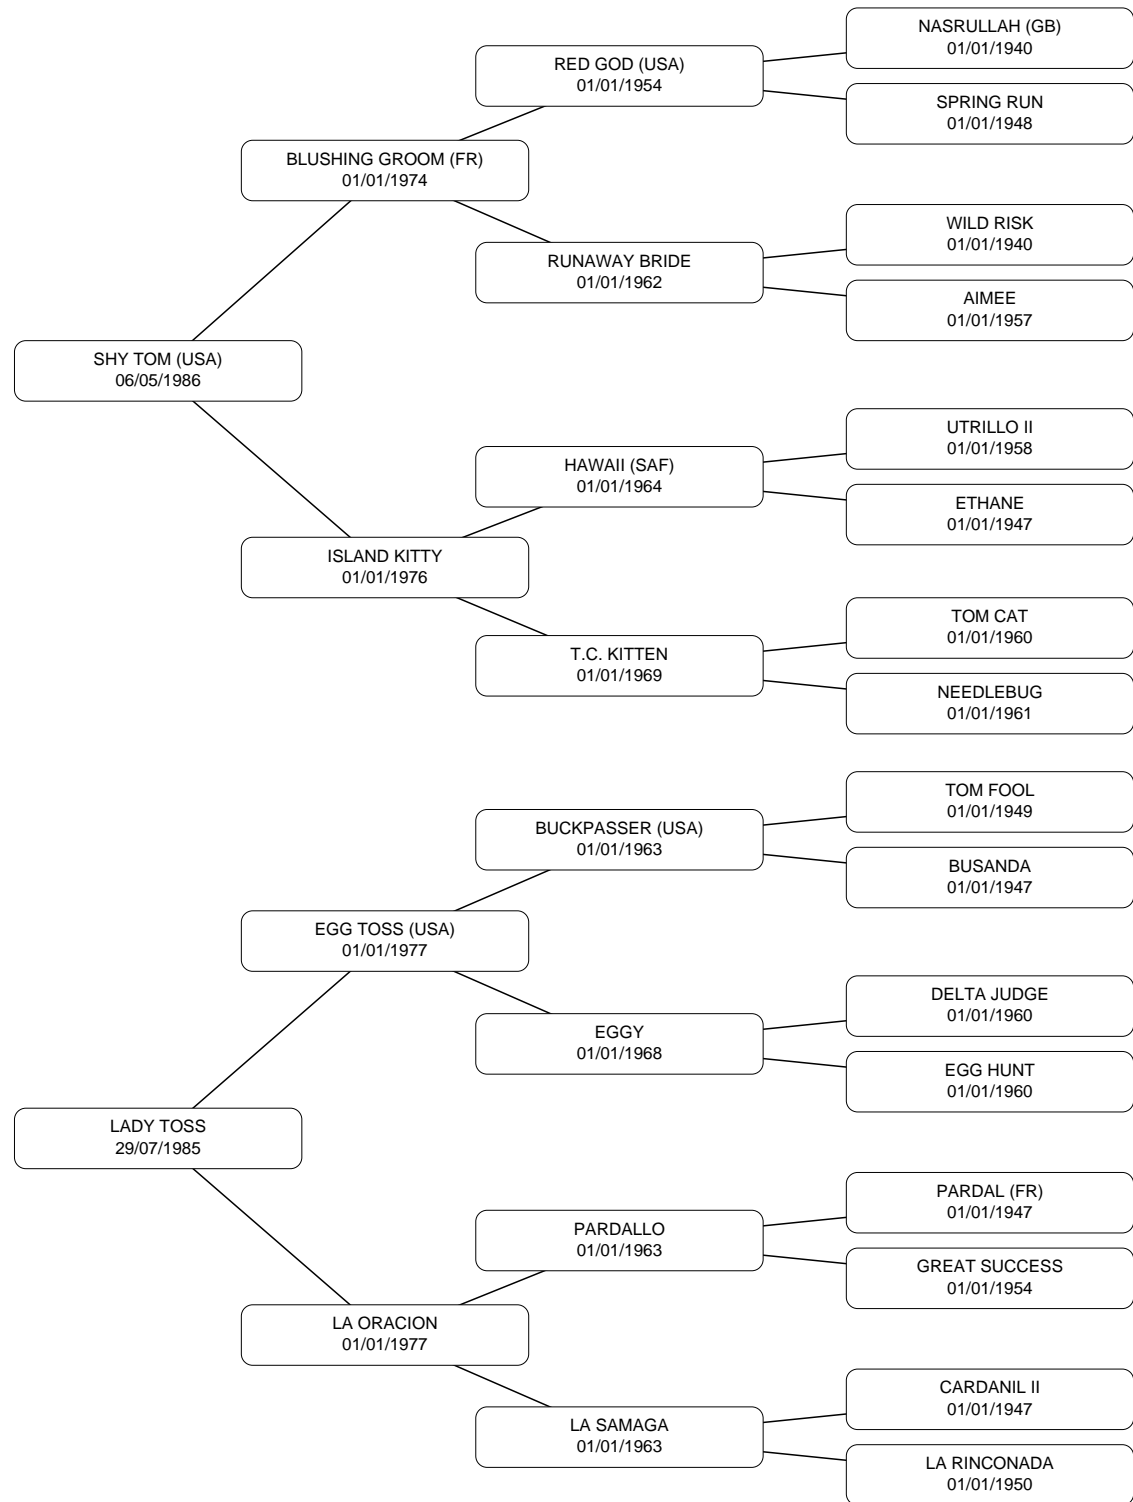 NASRULLAH (GB)
01/01/1940
RED GOD (USA)
01/01/1954
SPRING RUN
01/01/1948
BLUSHING GROOM (FR)
01/01/1974
WILD RISK
01/01/1940
RUNAWAY BRIDE
01/01/1962
AIMEE
01/01/1957
SHY TOM (USA)
06/05/1986
UTRILLO II
01/01/1958
HAWAII (SAF)
01/01/1964
ETHANE
01/01/1947
ISLAND KITTY
01/01/1976
TOM CAT
01/01/1960
T.C. KITTEN
01/01/1969
NEEDLEBUG
01/01/1961
TOM FOOL
01/01/1949
BUCKPASSER (USA)
01/01/1963
BUSANDA
01/01/1947
EGG TOSS (USA)
01/01/1977
DELTA JUDGE
01/01/1960
EGGY
01/01/1968
EGG HUNT
01/01/1960
LADY TOSS
29/07/1985
PARDAL (FR)
01/01/1947
PARDALLO
01/01/1963
GREAT SUCCESS
01/01/1954
LA ORACION
01/01/1977
CARDANIL II
01/01/1947
LA SAMAGA
01/01/1963
LA RINCONADA
01/01/1950